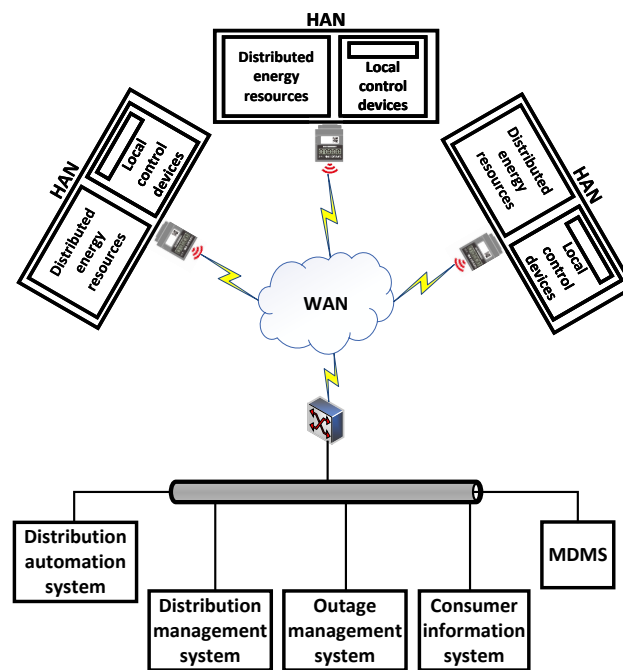 HAN
Distributed
energy
resources
Local
control
devices
HAN
Local
control
devices
Distributed
energy
resources
HAN
Distributed
energy
resources
Local
control
devices
WAN
Distribution
automation
system
Distribution
management
system
Outage
management
system
Consumer
information
system
MDMS